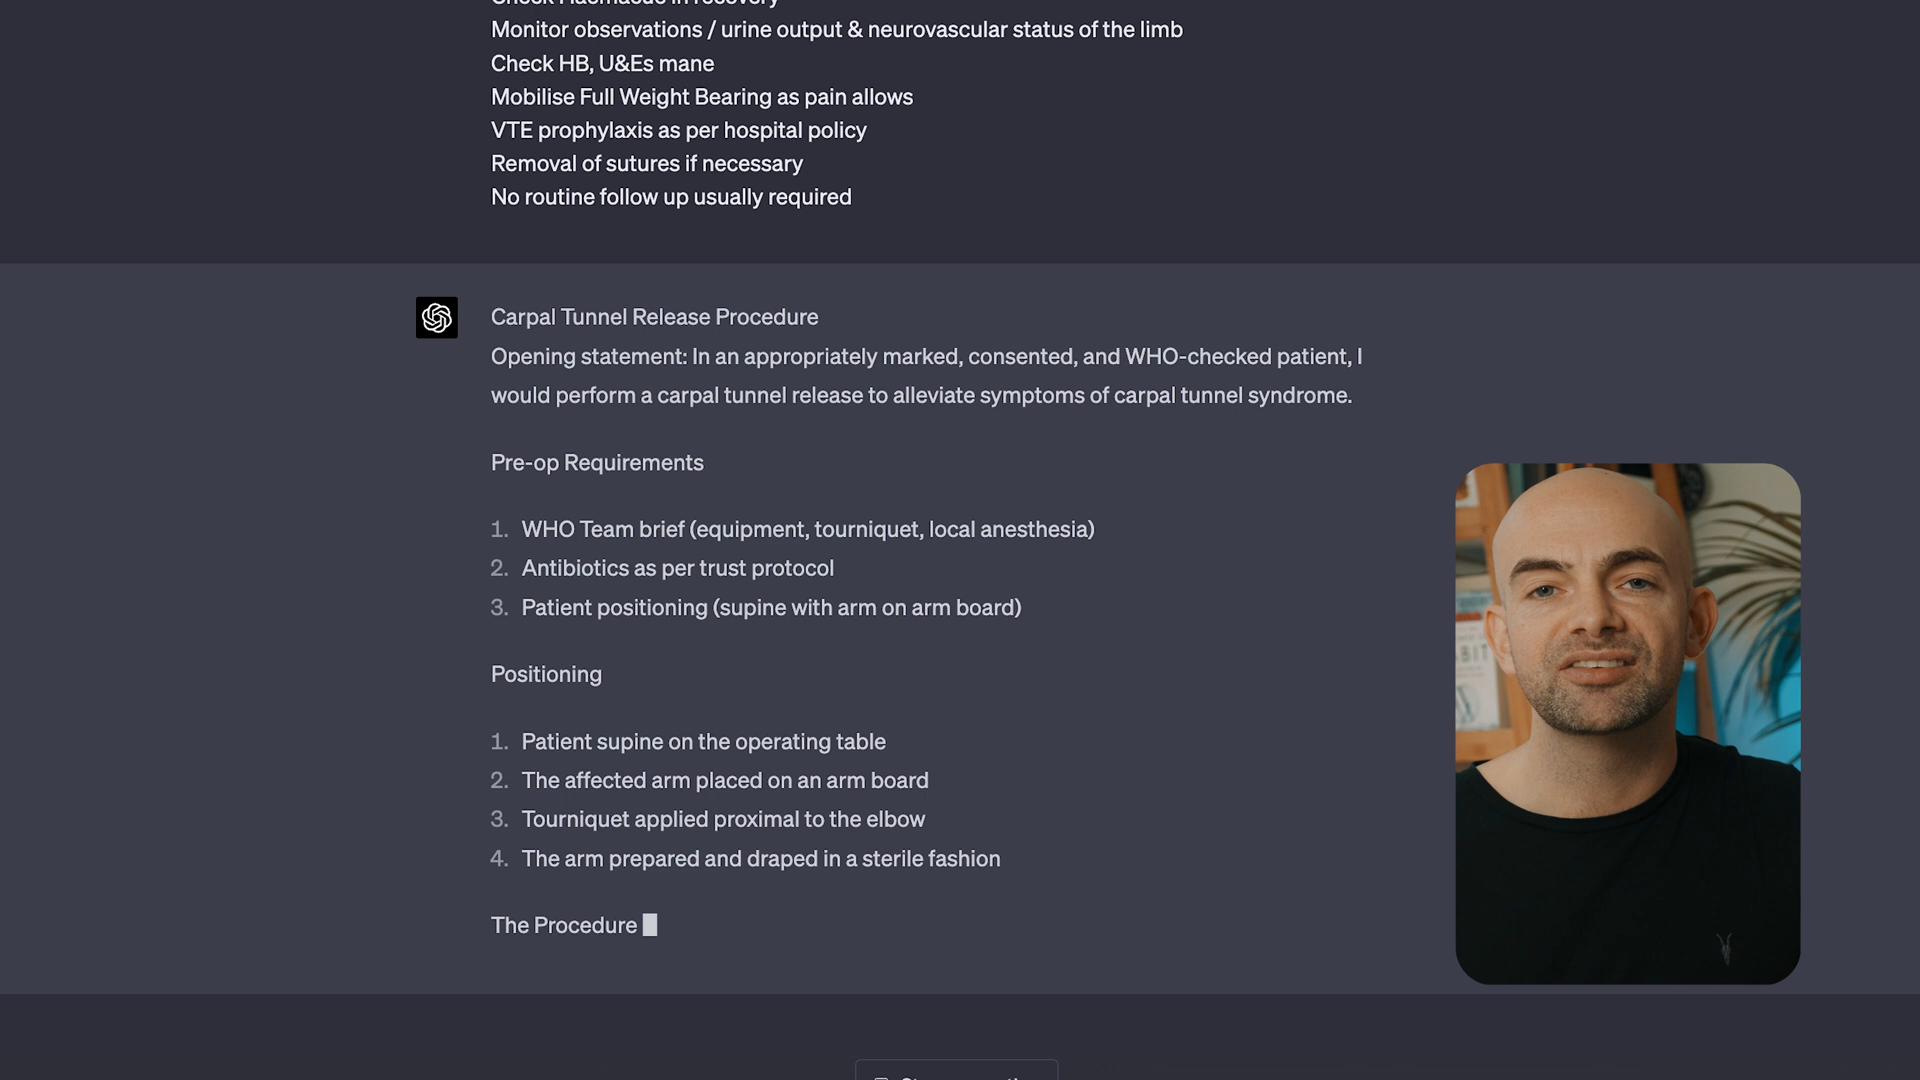 Monitor observations / urine output & neurovascular status of the limb
Check HB, U&Es mane
Mobilise Full Weight Bearing as pain allows
VTE prophylaxis as per hospital policy
Removal of sutures if necessary
No routine follow up usually required
Carpal Tunnel Release Procedure
Opening statement: In an appropriately marked, consented, and WHO-checked patient, I
would perform a carpal tunnel release to alleviate symptoms of carpal tunnel syndrome.
Pre-op Requirements
1. WHO Team brief (equipment, tourniquet, local anesthesia)
2. Antibiotics as per trust protocol
3. Patient positioning (supine with arm on arm board)
Positioning
1. Patient supine on the operating table
2. The affected arm placed on an arm board
3. Tourniquet applied proximal to the elbow
4. The arm prepared and draped in a sterile fashion
The Procedure